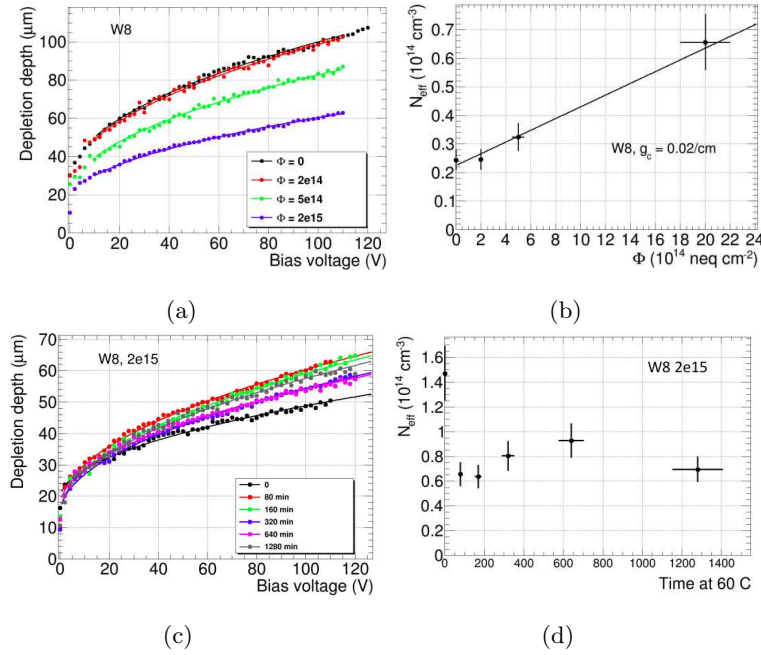 W8
Depletion depth (μm)
100
80
60
40
20
0
Φ = 0
Φ = 2e14
Φ = 5e14
Φ = 2e15
0 20 40 60 80 100 120
Bias voltage (V)
(a)
N_eff (10^14 cm-3)
0.8
0.7
0.6
0.5
0.4
0.3
0.2
0.1
0
W8, g_c = 0.02/cm
0 2 4 6 8 10 12 14 16 18 20 22 24
Φ (10^14 neq cm-2)
(b)
W8, 2e15
Depletion depth (μm)
70
60
50
40
30
20
10
0
0
80 min
160 min
320 min
640 min
1280 min
0 20 40 60 80 100 120
Bias voltage (V)
(c)
W8 2e15
N_eff (10^14 cm-3)
1.6
1.4
1.2
1
0.8
0.6
0.4
0.2
0
0 200 400 600 800 1000 1200 1400
Time at 60 C
(d)